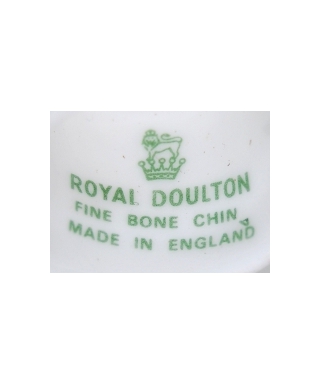 ROYAL DOULTON
FINE BONE CHINA
MADE IN ENGLAND